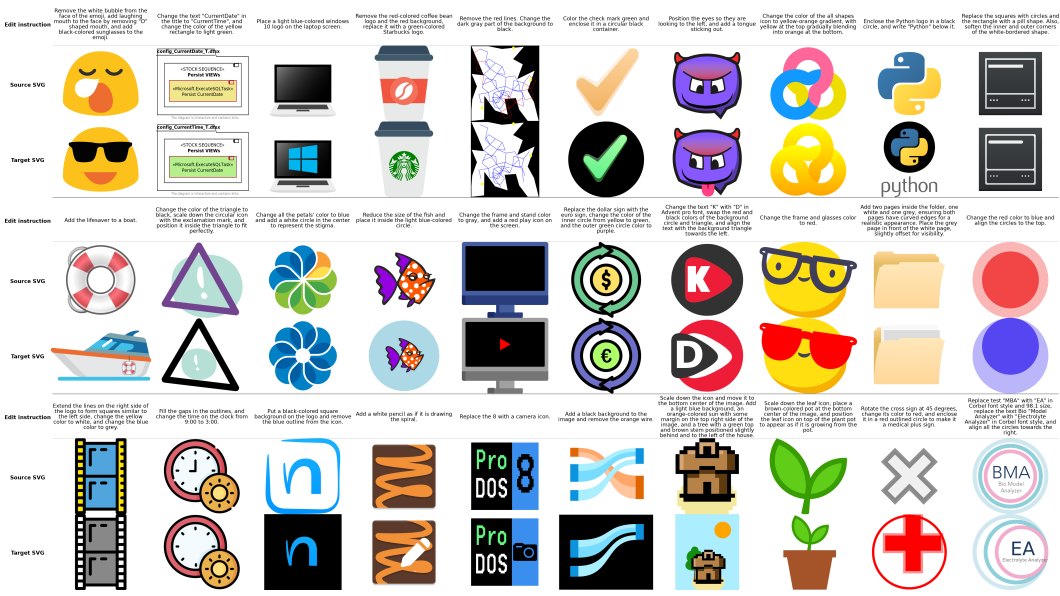 Edit instruction
Remove the white bubble from the
face of the emoji, add laughing
mouth to the face by removing "O"
shaped mouth, and add
black-colored sunglasses to the
emoji.
Change the text "CurrentDate" in
the title to "CurrentTime", and
change the color of the yellow
rectangle to light green.
Place a light blue-colored windows
10 logo on the laptop screen.
Remove the red-colored coffee bean
logo and the red background,
replace it with a green-colored
Starbucks logo.
Remove the red lines. Change the
dark gray part of the background to
black.
Color the check mark green and
enclose it in a circular black
container.
Position the eyes so they are
looking at the left, and add a tongue
sticking out.
Change the color of the all shapes
icon to yellow-orange gradient, with
yellow at the top gradually blending
into orange at the bottom.
Enclose the Python logo in a black
circle, and write "Python" below it.
Replace the squares with circles and
the rectangle with a pill shape. Also,
soften the inner and outer corners
of the white-bordered shape.
Source SVG
config_CurrentDate_T.dtsx
<STOCK:SEQUENCE>
Persist VIEWs
<Microsoft.ExecuteSQLTask>
Persist CurrentDate
Target SVG
config_CurrentTime_T.dtsx
<STOCK:SEQUENCE>
Persist VIEWs
<Microsoft.ExecuteSQLTask>
Persist CurrentDate
python
Edit instruction
Add the lifesaver to a boat.
Change the color of the triangle to
black, scale down the circular icon
with the exclamation mark, and
position it inside the triangle to fit
perfectly.
Change all the petals' color to blue
and add a white circle in the center
to represent the stigma.
Reduce the size of the fish and
place it inside the light blue-colored
circle.
Change the frame and stand color
to gray, and add a red play icon on
the screen.
Replace the dollar sign with the
euro sign, change the color of the
inner circle from yellow to green,
and the outer green circle color to
purple.
Change the text "K" with "D" in
Advent pro font, swap the red and
black colors of the background
circle and triangle, and align the
text with the background triangle
towards the left.
Change the frame and glasses color
to red.
Add two pages inside the folder, one
white and one grey, ensuring both
pages have curved edges for a
realistic appearance. Place the grey
page in front of the white page,
slightly offset for visibility.
Change the red color to blue and
align the circles to the top.
Source SVG
$
K
Target SVG
€
D
Edit instruction
Extend the lines on the right side of
the logo to form squares similar to
the left side, change the yellow
color to white, and change the blue
color to grey.
Fill the gaps in the outlines, and
change the time on the clock from
9:00 to 3:00.
Put a black-colored square
background on the logo and remove
the blue outline from the icon.
Add a white pencil as if it is drawing
the spiral.
Replace the 8 with a camera icon.
Add a black background to the
image and remove the orange wire.
Scale down the icon and move it to
the bottom center of the image. Add
a light blue background, an
orange-colored sun with some
margin on the top right side of the
image, and a tree with a green top
and brown stem positioned slightly
behind and to the left of the house.
Scale down the leaf icon, place a
brown-colored pot at the bottom
center of the image, and position
the leaf icon on top of the plant pot
to appear as if it is growing from the
pot.
Rotate the cross sign at 45 degrees,
change its color to red, and enclose
it in a red outlined circle to make a
medical plus sign.
Replace text "MBA" with "EA" in
Corbel font style and 98.1 size,
replace the text Bio "Model
Analyzer" with "Electrolyte
Analyzer" in Corbel font style, and
align all the circles towards the
right.
Source SVG
n
Pro
DOS
8
BMA
Bio Model
Analyzer
Target SVG
n
Pro
DOS
EA
Electrolyte Analyzer